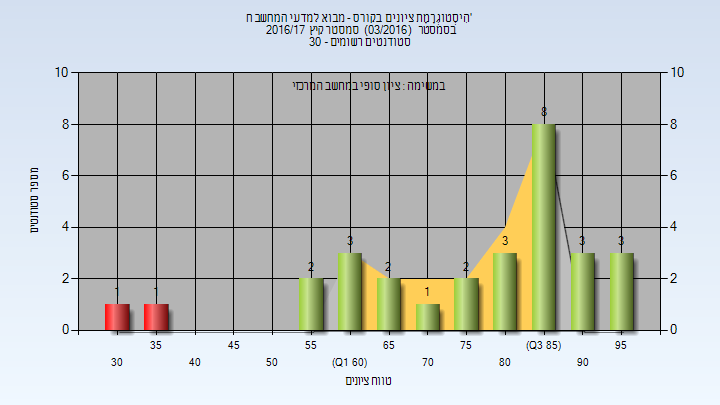 היסטוגרמת ציונים בקורס - מבוא למדעי המחשב ח'
בסמסטר (03/2016) סמסטר קיץ 2016/17
סטודנטים רשומים - 30
במשימה : ציון סופי במחשב המרכזי
מספר סטודנטים
10 10
8 8
6 6
4 4
2 2
0 0
1 1 2 3 2 1 2 3 8 3 3
35 45 55 65 75 (Q3 85) 95
30 40 50 (Q1 60) 70 80 90
טווח ציונים